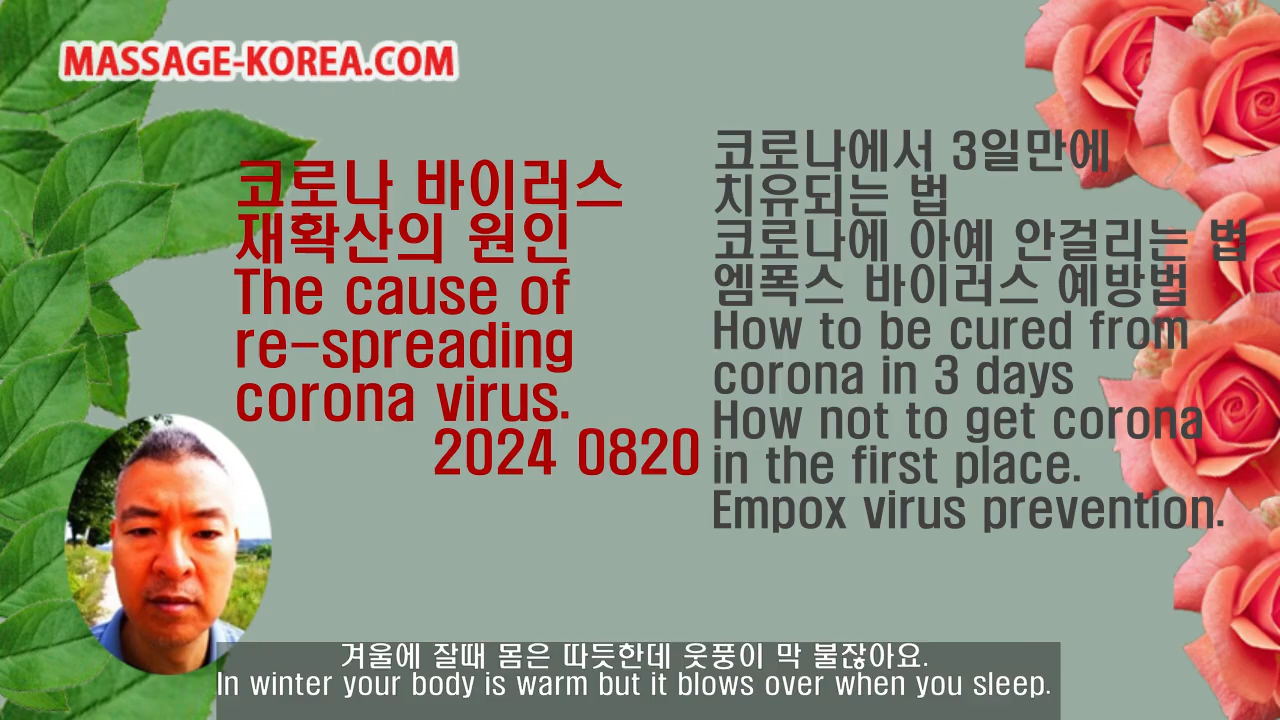 MASSAGE-KOREA.COM
코로나 바이러스
재확산의 원인
The cause of
re-spreading
corona virus.
2024 0820
코로나에서 3일만에
치유되는 법
코로나에 아예 안걸리는 법
엠폭스 바이러스 예방법
How to be cured from
corona in 3 days
How not to get corona
in the first place.
Empox virus prevention.
겨울에 잘때 몸은 따듯한데 웃풍이 막 불잖아요.
In winter your body is warm but it blows over when you sleep.